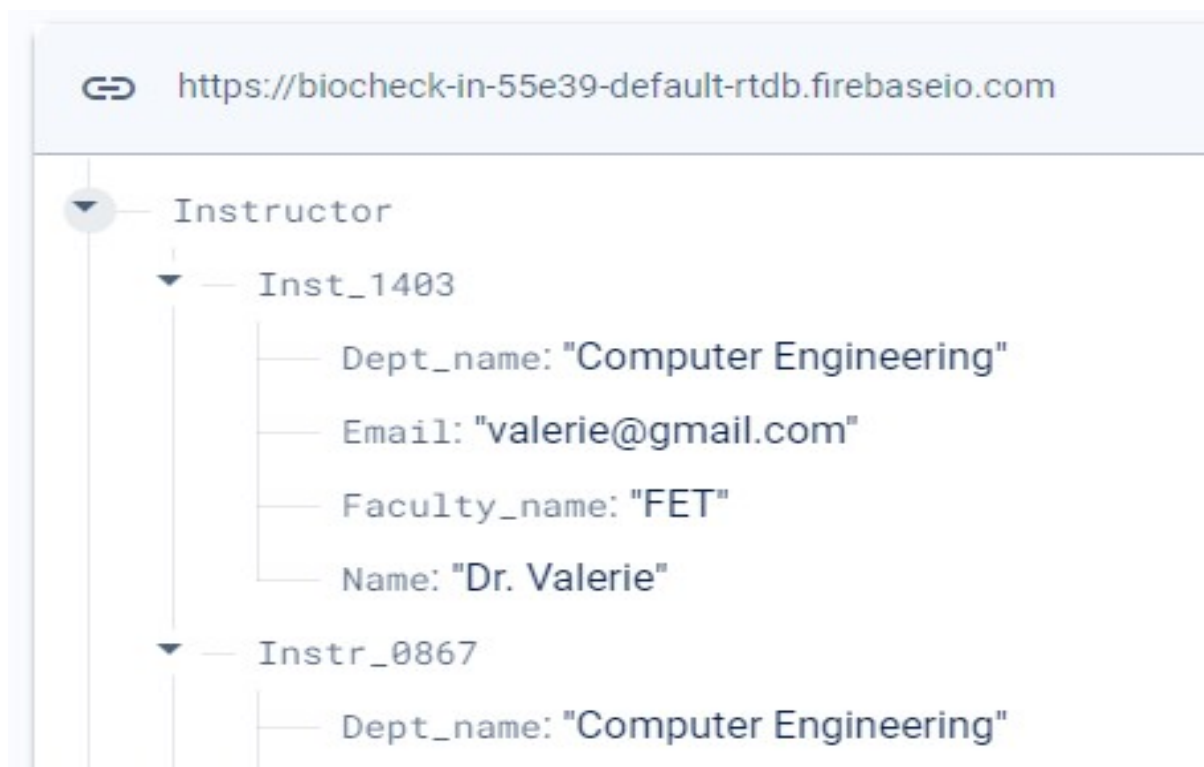 https://biocheck-in-55e39-default-rtdb.firebaseio.com
Instructor
Inst_1403
Dept_name: "Computer Engineering"
Email: "valerie@gmail.com"
Faculty_name: "FET"
Name: "Dr. Valerie"
Instr_0867
Dept_name: "Computer Engineering"